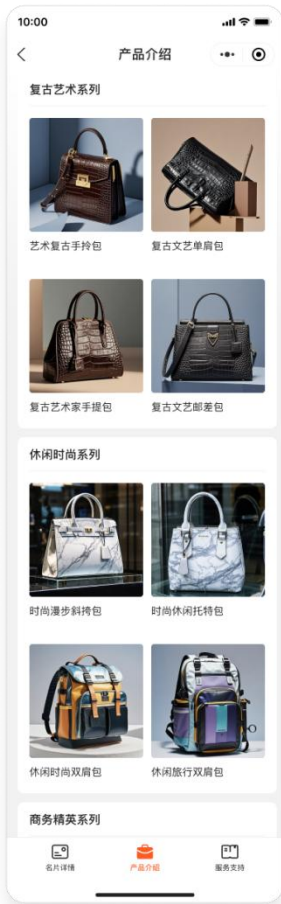 10:00
产品介绍
复古艺术系列
艺术复古手拎包 复古文艺单肩包
复古艺术家手提包 复古文艺邮差包
休闲时尚系列
时尚漫步斜挎包 时尚休闲托特包
休闲时尚双肩包 休闲旅行双肩包
商务精英系列
名片详情 产品介绍 服务支持